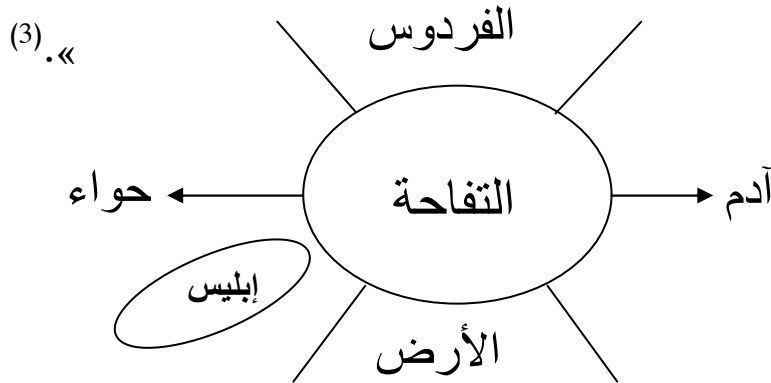 الفردوس
«.(3)
آدم التفاحة حواء
إبليس
الأرض